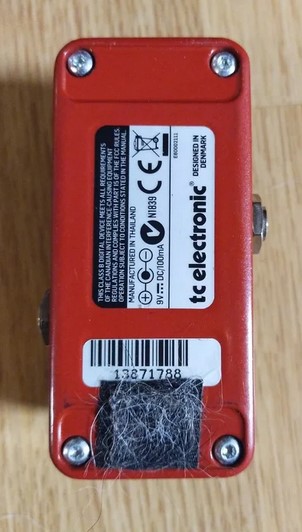 THIS CLASS B DIGITAL DEVICE MEETS ALL REQUIREMENTS
OF THE CANADIAN INTERFERENCE CAUSING EQUIPMENT
REGULATIONS AND COMPLIES WITH PART 15 OF THE FCC RULES.
OPERATION SUBJECT TO CONDITIONS STATED IN THE MANUAL.
MANUFACTURED IN THAILAND
N1839 CE
9V DC/100mA
tc electronic®
DESIGNED IN
DENMARK
13871788